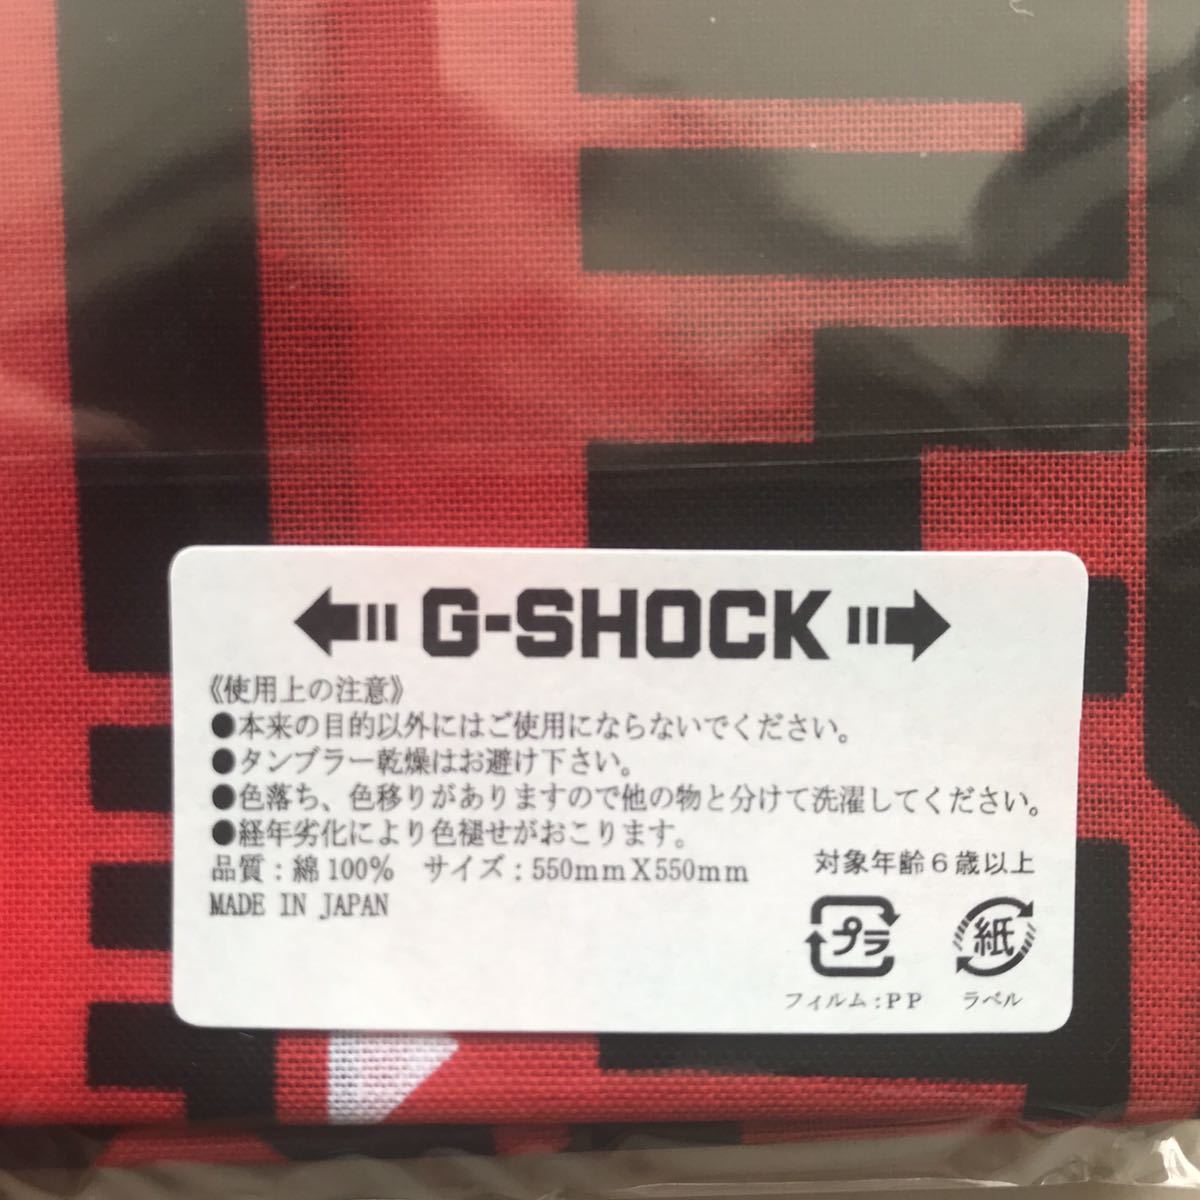 G-SHOCK
《使用上の注意》
●本来の目的以外にはご使用にならないでください。
●タンブラー乾燥はお避け下さい。
●色落ち、色移りがありますので他の物と分けて洗濯してください。
●経年劣化により色褪せがおこります。
品質:綿100% サイズ:550mmX550mm
対象年齢6歳以上
MADE IN JAPAN
プラ
紙
フィルム:PP
ラベル